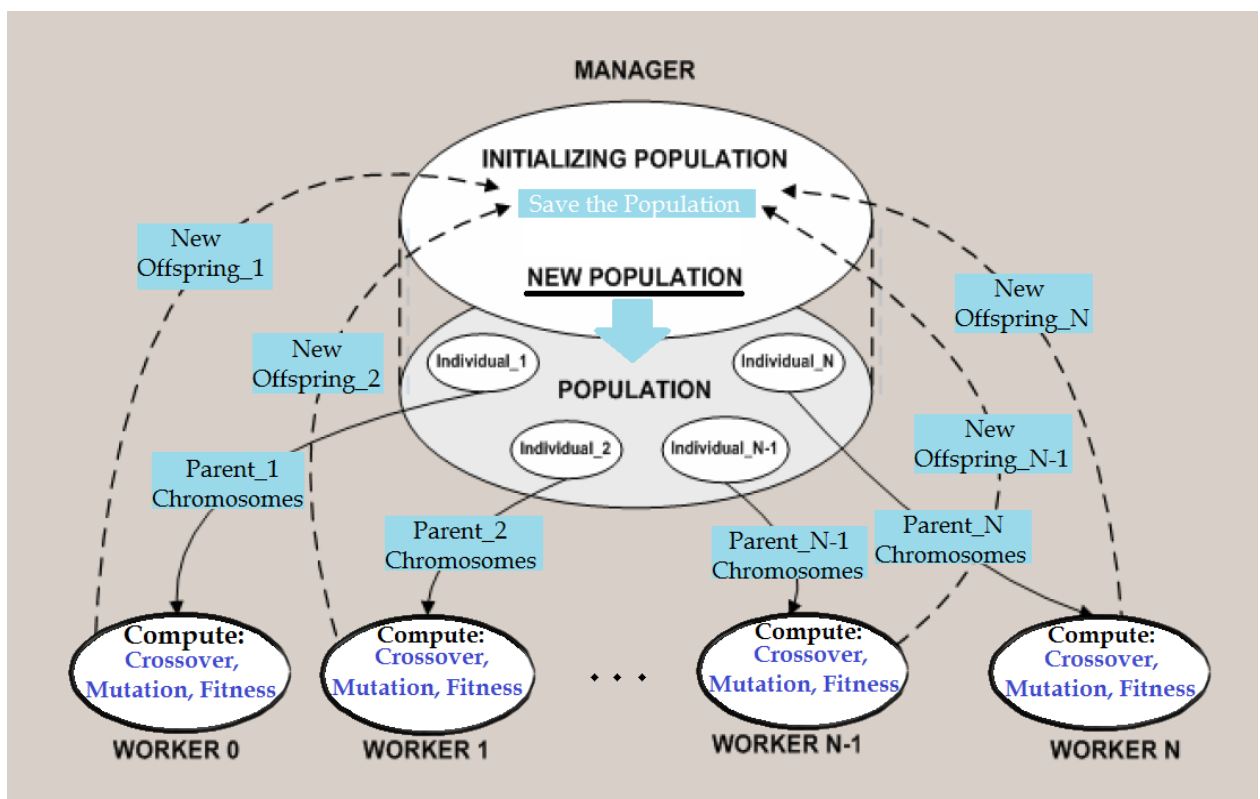 MANAGER
INITIALIZING POPULATION
Save the Population
New
Offspring_1
NEW POPULATION
New
Offspring_N
New
Offspring_2
Individual_1
Individual_N
POPULATION
Individual_2
Individual_N-1
New
Offspring_N-1
Parent_1
Chromosomes
Parent_2
Chromosomes
Parent_N-1
Chromosomes
Parent_N
Chromosomes
Compute:
Crossover,
Mutation, Fitness
WORKER 0
Compute:
Crossover,
Mutation, Fitness
WORKER 1
. . .
Compute:
Crossover,
Mutation, Fitness
WORKER N-1
Compute:
Crossover,
Mutation, Fitness
WORKER N